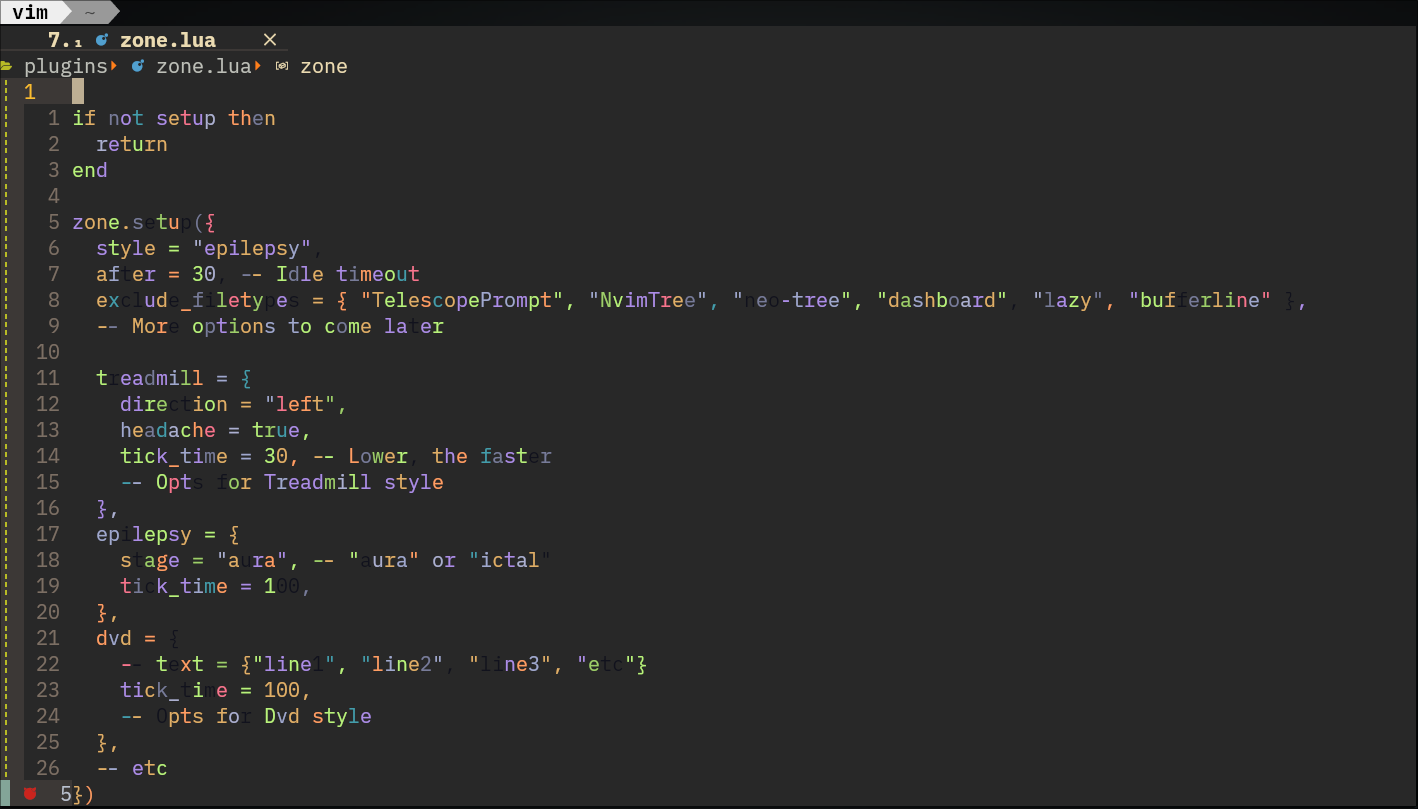 vim ~
7.₁ zone.lua ×
plugins zone.lua zone
1
1 if not setup then
2   return
3 end
4
5 zone.setup({
6   style = "epilepsy",
7   after = 30, -- Idle timeout
8   exclude_filetypes = { "TelescopePrompt", "NvimTree", "neo-tree", "dashboard", "lazy", "bufferline" },
9   -- More options to come later
10
11   treadmill = {
12     direction = "left",
13     headache = true,
14     tick_time = 30, -- Lower, the faster
15     -- Opts for Treadmill style
16   },
17   epilepsy = {
18     stage = "aura", -- "aura" or "ictal"
19     tick_time = 100,
20   },
21   dvd = {
22     -- text = {"line1", "line2", "line3", "etc"}
23     tick_time = 100,
24     -- Opts for Dvd style
25   },
26   -- etc
5})